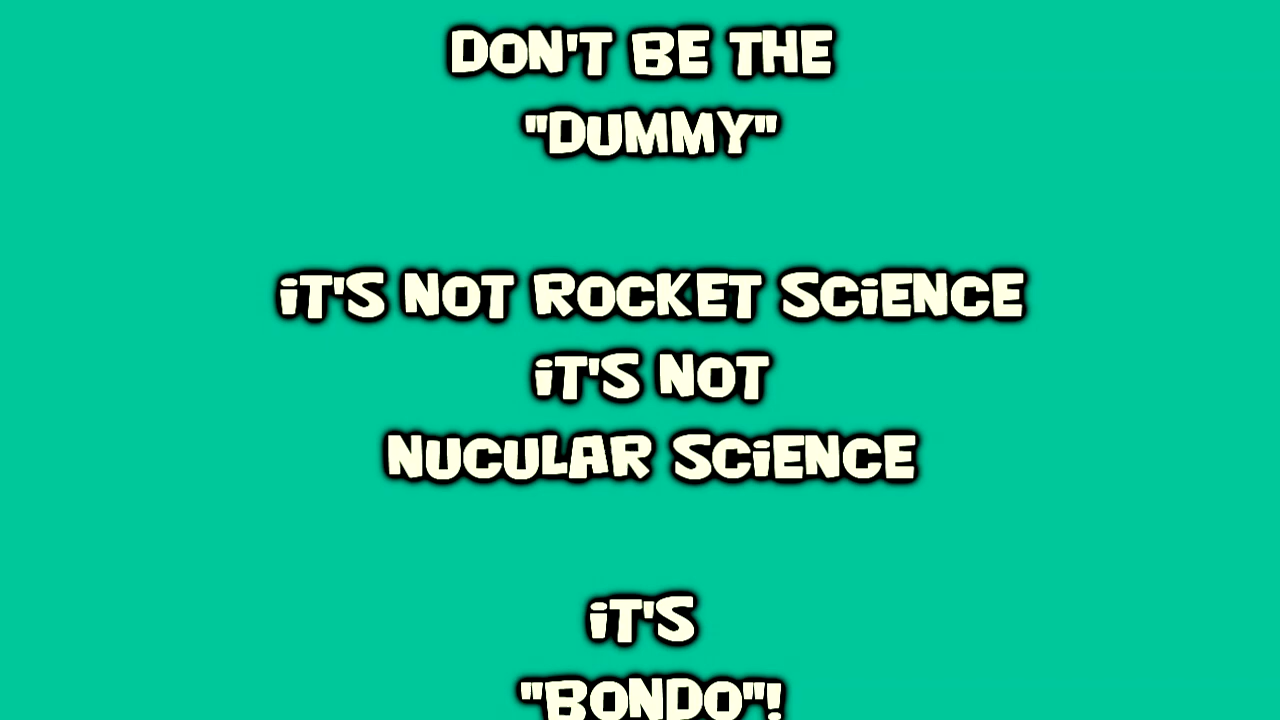 DON'T BE THE
"DUMMY"
iT'S NOT ROCKET SCiENCE
iT'S NOT
NUCULAR SCiENCE
iT'S
"BONDO"!